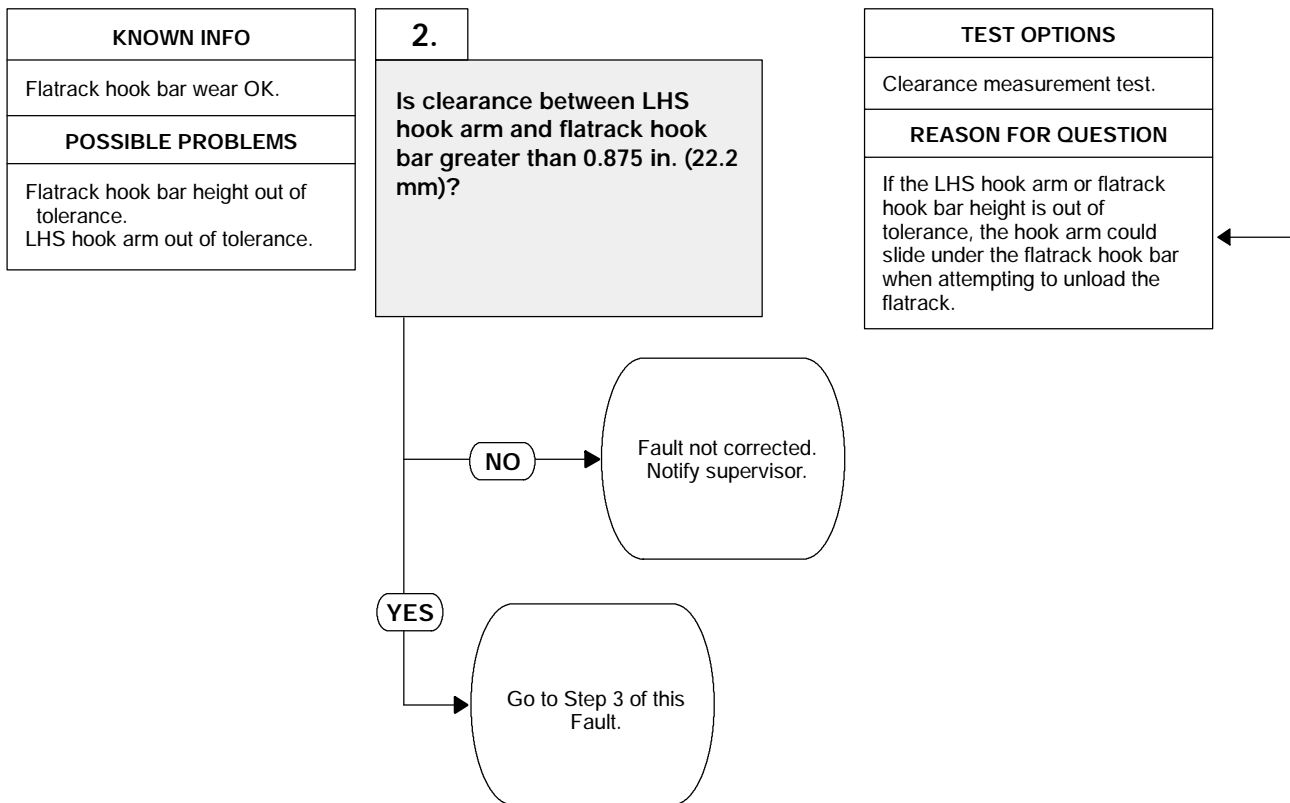 KNOWN INFO
Flatrack hook bar wear OK.
POSSIBLE PROBLEMS
Flatrack hook bar height out of
tolerance.
LHS hook arm out of tolerance.
2.
Is clearance between LHS
hook arm and flatrack hook
bar greater than 0.875 in. (22.2
mm)?
TEST OPTIONS
Clearance measurement test.
REASON FOR QUESTION
If the LHS hook arm or flatrack
hook bar height is out of
tolerance, the hook arm could
slide under the flatrack hook bar
when attempting to unload the
flatrack.
NO
Fault not corrected.
Notify supervisor.
YES
Go to Step 3 of this
Fault.